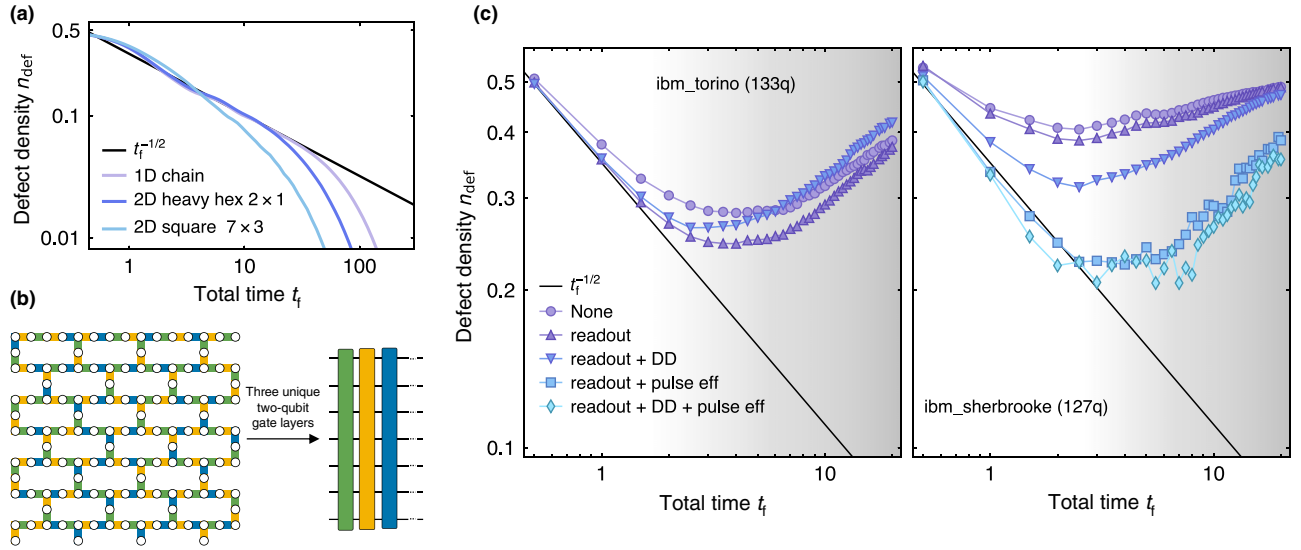 (a)
Defect density n_def
0.5
0.1
0.01
t_f^{-1/2}
1D chain
2D heavy hex 2 × 1
2D square 7 × 3
1
10
100
Total time t_f
(b)
Three unique
two-qubit
gate layers
(c)
Defect density n_def
0.5
0.4
0.3
0.2
0.1
ibm_torino (133q)
t_f^{-1/2}
None
readout
readout + DD
readout + pulse eff
readout + DD + pulse eff
1
10
Total time t_f
ibm_sherbrooke (127q)
1
10
Total time t_f